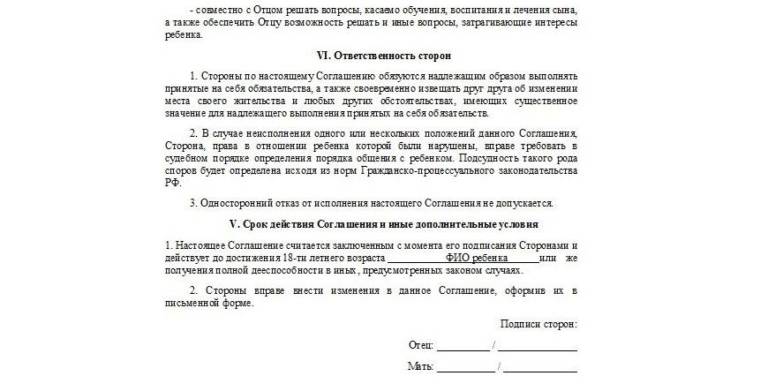 - совместно с Отцом решать вопросы, касаемо обучения, воспитания и лечения сына,
а также обеспечить Отцу возможность решать и иные вопросы, затрагивающие интересы
ребенка.
VI. Ответственность сторон
1. Стороны по настоящему Соглашению обязуются надлежащим образом выполнять
принятые на себя обязательства, а также своевременно извещать друг друга об изменении
места своего жительства и любых других обстоятельствах, имеющих существенное
значение для надлежащего выполнения принятых на себя обязательств.
2. В случае неисполнения одного или нескольких положений данного Соглашения,
Сторона, права в отношении ребенка которой были нарушены, вправе требовать в
судебном порядке определения порядка общения с ребенком. Подсудность такого рода
споров будет определена исходя из норм Гражданско-процессуального законодательства
РФ.
3. Односторонний отказ от исполнения настоящего Соглашения не допускается.
V. Срок действия Соглашения и иные дополнительные условия
1. Настоящее Соглашение считается заключенным с момента его подписания Сторонами и
действует до достижения 18-ти летнего возраста __________ФИО ребенка_____или же
получения полной дееспособности в иных, предусмотренных законом случаях.
2. Стороны вправе внести изменения в данное Соглашение, оформив их в
письменной форме.
Подписи сторон:
Отец: _________ / ______________
Мать: _________ / ______________